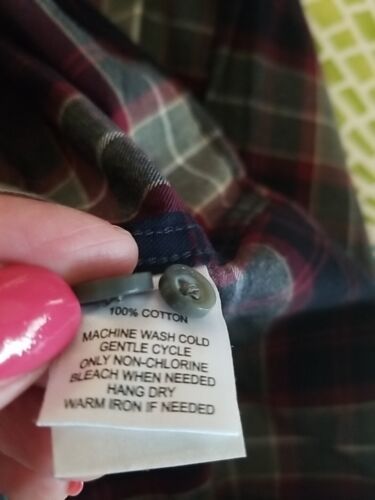 100% COTTON
MACHINE WASH COLD
GENTLE CYCLE
ONLY NON-CHLORINE
BLEACH WHEN NEEDED
HANG DRY
WARM IRON IF NEEDED